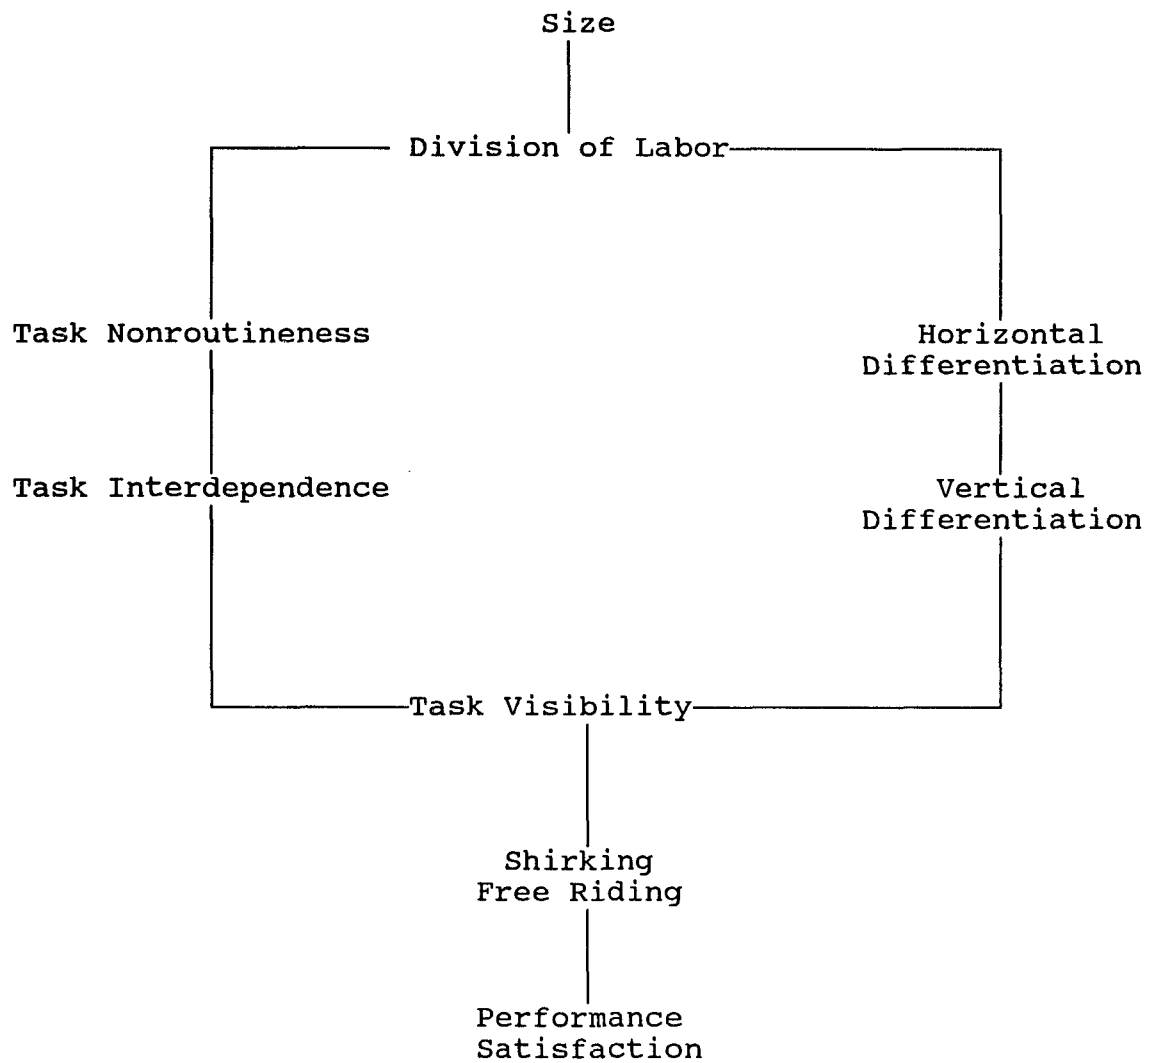 Size
Division of Labor
Task Nonroutineness
Horizontal
Differentiation
Task Interdependence
Vertical
Differentiation
Task Visibility
Shirking
Free Riding
Performance
Satisfaction